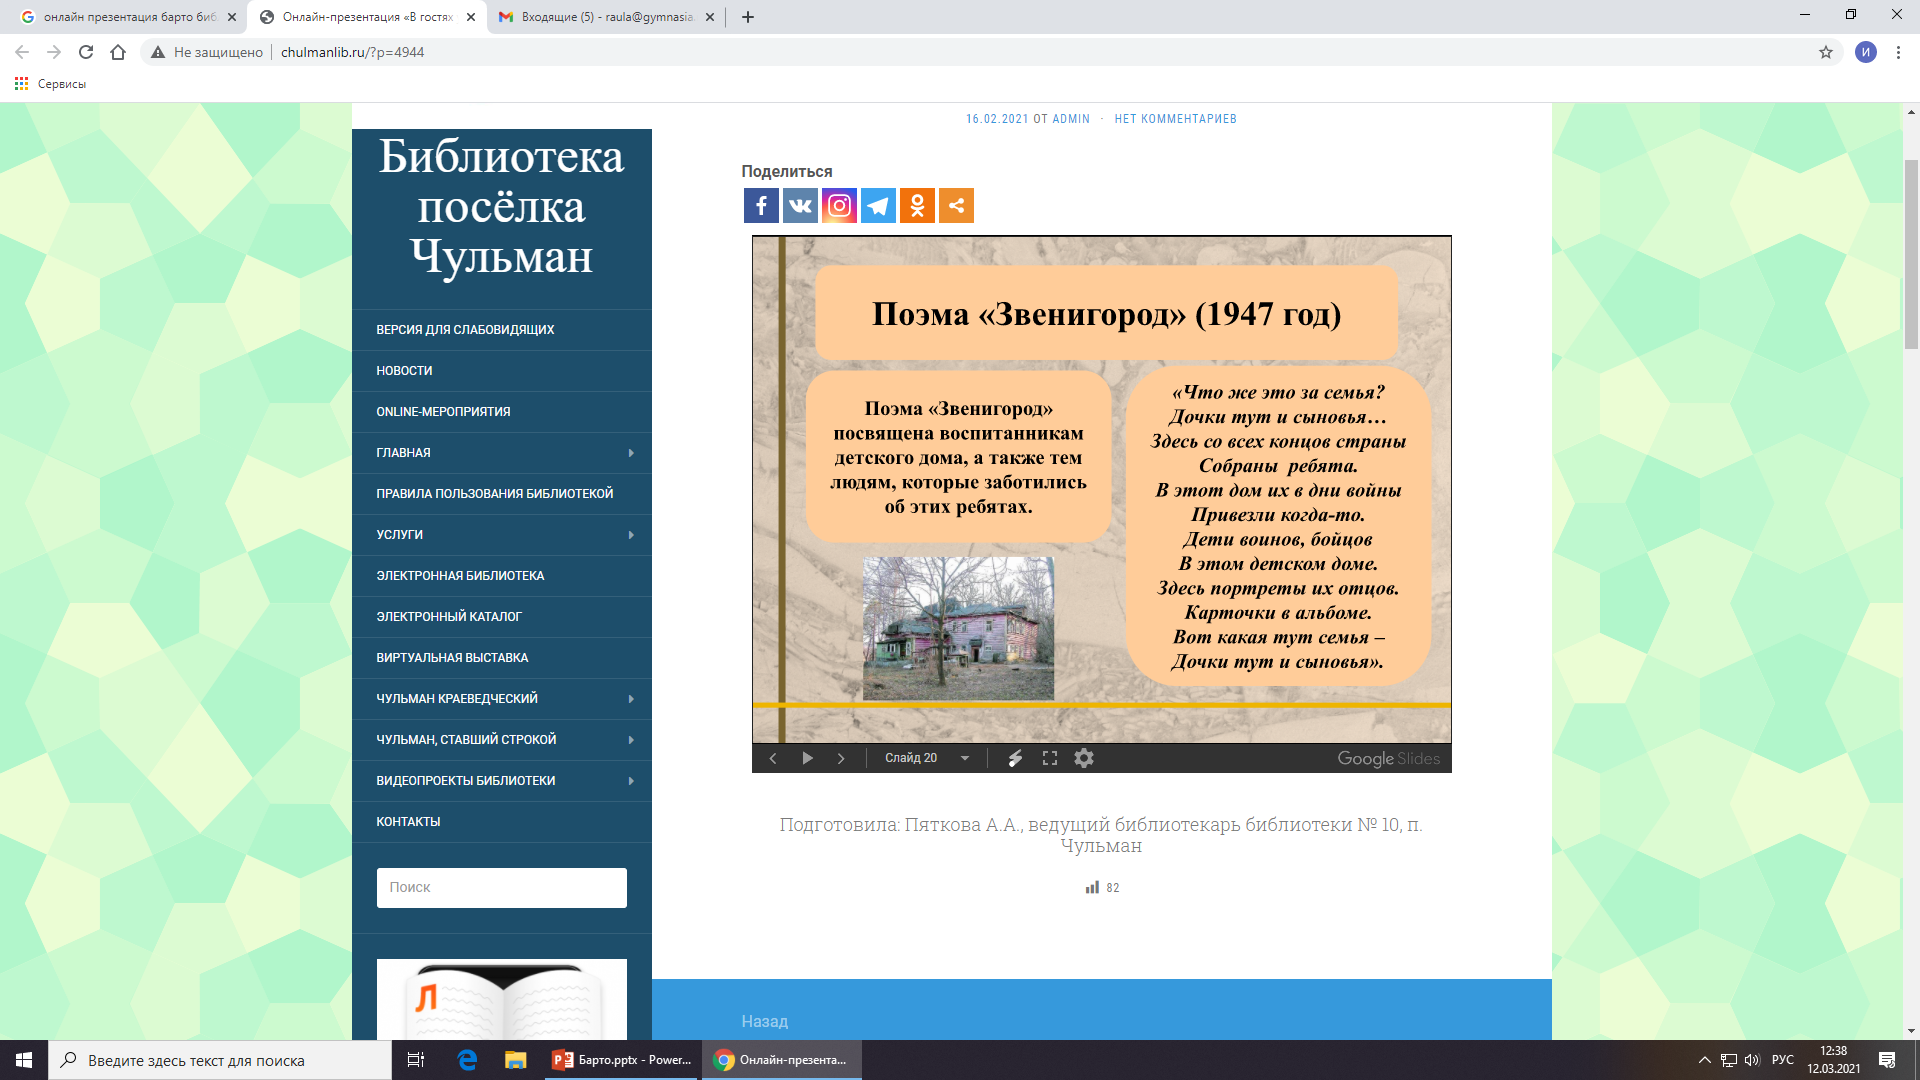 онлайн презентация барто биб
Онлайн-презентация «В гостях
Входящие (5) - raula@gymnasia
Не защищено
chulmanlib.ru/?p=4944
И
Сервисы
16.02.2021 ОТ ADMIN · НЕТ КОММЕНТАРИЕВ
Библиотека
посёлка
Чульман
ВЕРСИЯ ДЛЯ СЛАБОВИДЯЩИХ
НОВОСТИ
ONLINE-МЕРОПРИЯТИЯ
ГЛАВНАЯ
ПРАВИЛА ПОЛЬЗОВАНИЯ БИБЛИОТЕКОЙ
УСЛУГИ
ЭЛЕКТРОННАЯ БИБЛИОТЕКА
ЭЛЕКТРОННЫЙ КАТАЛОГ
ВИРТУАЛЬНАЯ ВЫСТАВКА
ЧУЛЬМАН КРАЕВЕДЧЕСКИЙ
ЧУЛЬМАН, СТАВШИЙ СТРОКОЙ
ВИДЕОПРОЕКТЫ БИБЛИОТЕКИ
КОНТАКТЫ
Поиск
Л
Поделиться
Поэма «Звенигород» (1947 год)
Поэма «Звенигород»
посвящена воспитанникам
детского дома, а также тем
людям, которые заботились
об этих ребятах.
«Что же это за семья?
Дочки тут и сыновья…
Здесь со всех концов страны
Собраны ребята.
В этот дом их в дни войны
Привезли когда-то.
Дети воинов, бойцов
В этом детском доме.
Здесь портреты их отцов.
Карточки в альбоме.
Вот какая тут семья –
Дочки тут и сыновья».
Слайд 20
Google Slides
Подготовила: Пяткова А.А., ведущий библиотекарь библиотеки № 10, п.
Чульман
82
Назад
Введите здесь текст для поиска
Барто.pptx - Power...
Онлайн-презента...
РУС
12:38
12.03.2021